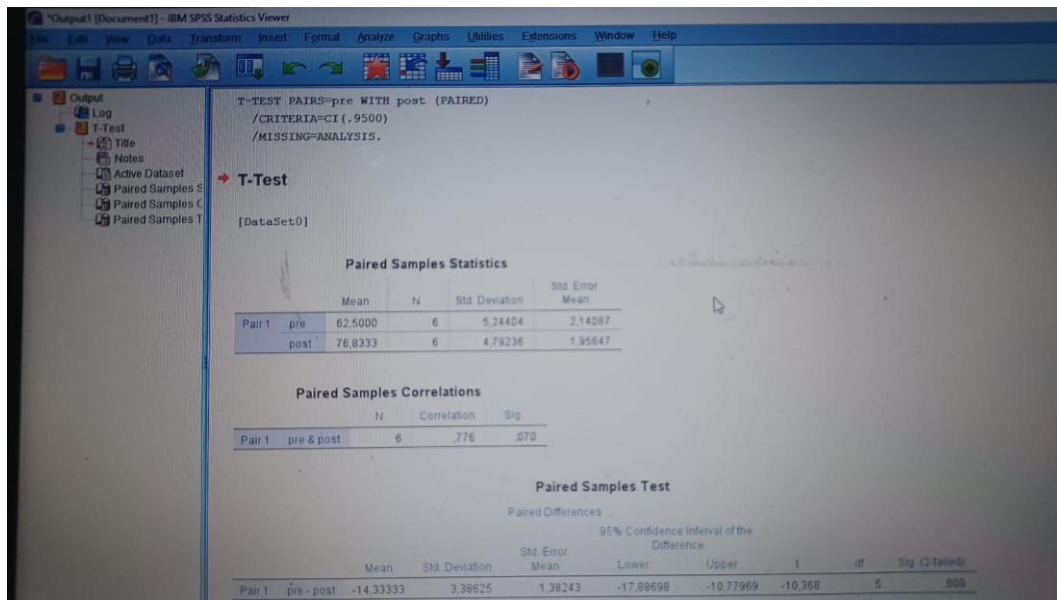 *Output1 [Document1] - IBM SPSS Statistics Viewer
File Edit View Data Transform Insert Format Analyze Graphs Utilities Extensions Window Help
Output
Log
T-Test
Title
Notes
Active Dataset
Paired Samples S
Paired Samples C
Paired Samples T
T-TEST PAIRS=pre WITH post (PAIRED)
/CRITERIA=CI(.9500)
/MISSING=ANALYSIS.
T-Test
[DataSet0]
Paired Samples Statistics
Mean N Std. Deviation Std. Error Mean
Pair 1 pre 62,5000 6 5,24404 2,14087
post 76,8333 6 4,79236 1,95647
Paired Samples Correlations
N Correlation Sig.
Pair 1 pre & post 6 ,776 ,070
Paired Samples Test
Paired Differences
95% Confidence Interval of the Difference
Mean Std. Deviation Std. Error Mean Lower Upper t df Sig. (2-tailed)
Pair 1 pre - post -14,33333 3,38625 1,38243 -17,88698 -10,77969 -10,368 5 ,000